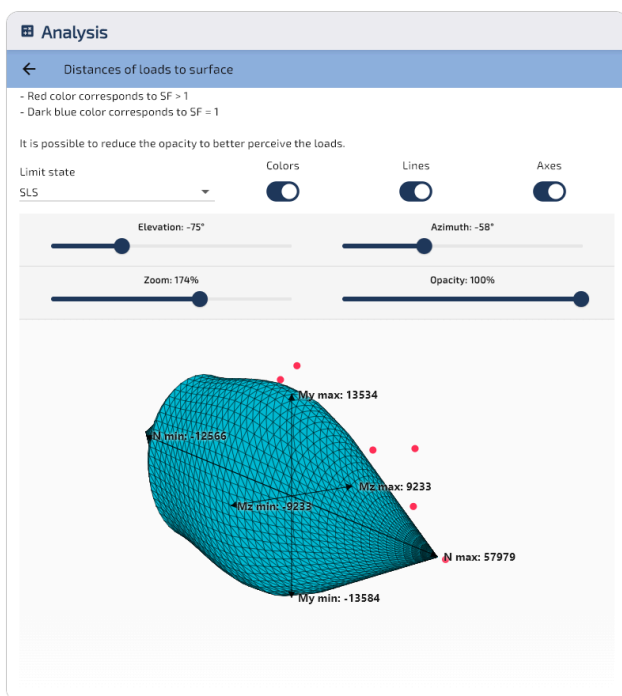 Analysis
Distances of loads to surface
- Red color corresponds to SF > 1
- Dark blue color corresponds to SF = 1
It is possible to reduce the opacity to better perceive the loads.
Limit state
Colors
Lines
Axes
SLS
Elevation: -75°
Azimuth: -58°
Zoom: 174%
Opacity: 100%
My max: 13534
N min: -12566
Mz max: 9233
Mz min: -9233
N max: 57979
My min: -13584